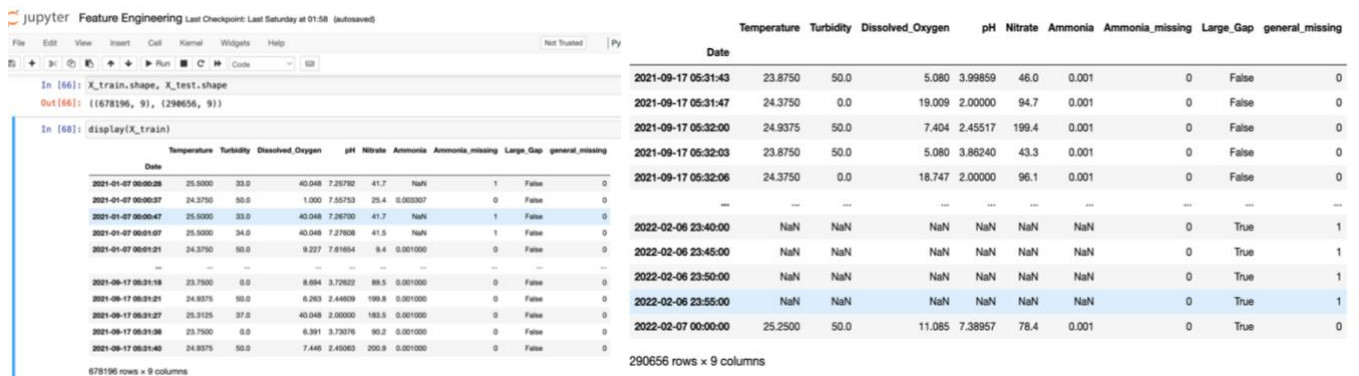 jupyter Feature Engineering Last Checkpoint: Last Saturday at 01:58 (autosaved)
File Edit View Insert Cell Kernel Widgets Help Not Trusted Py
Run Code
In [66]: X_train.shape, X_test.shape
Out[66]: ((678196, 9), (290656, 9))
In [68]: display(X_train)
Temperature Turbidity Dissolved_Oxygen pH Nitrate Ammonia Ammonia_missing Large_Gap general_missing
Date
2021-01-07 00:00:28 25.5000 33.0 40.048 7.25792 41.7 NaN 1 False 0
2021-01-07 00:00:37 24.3750 50.0 1.000 7.55753 25.4 0.003307 0 False 0
2021-01-07 00:00:47 25.5000 33.0 40.048 7.26700 41.7 NaN 1 False 0
2021-01-07 00:01:07 25.5000 34.0 40.048 7.27608 41.5 NaN 1 False 0
2021-01-07 00:01:21 24.3750 50.0 9.227 7.61654 9.4 0.001000 0 False 0
... ... ... ... ... ... ... ... ... ...
2021-09-17 05:31:18 23.7500 0.0 8.694 3.72622 89.5 0.001000 0 False 0
2021-09-17 05:31:21 24.9375 50.0 6.263 2.44609 199.8 0.001000 0 False 0
2021-09-17 05:31:27 25.3125 37.0 40.048 2.00000 183.5 0.001000 0 False 0
2021-09-17 05:31:38 23.7500 0.0 6.391 3.73076 90.2 0.001000 0 False 0
2021-09-17 05:31:40 24.9375 50.0 7.446 2.45063 200.9 0.001000 0 False 0
678196 rows × 9 columns
Temperature Turbidity Dissolved_Oxygen pH Nitrate Ammonia Ammonia_missing Large_Gap general_missing
Date
2021-09-17 05:31:43 23.8750 50.0 5.080 3.99859 46.0 0.001 0 False 0
2021-09-17 05:31:47 24.3750 0.0 19.009 2.00000 94.7 0.001 0 False 0
2021-09-17 05:32:00 24.9375 50.0 7.404 2.45517 199.4 0.001 0 False 0
2021-09-17 05:32:03 23.8750 50.0 5.080 3.86240 43.3 0.001 0 False 0
2021-09-17 05:32:06 24.3750 0.0 18.747 2.00000 96.1 0.001 0 False 0
... ... ... ... ... ... ... ... ... ...
2022-02-06 23:40:00 NaN NaN NaN NaN NaN NaN 0 True 1
2022-02-06 23:45:00 NaN NaN NaN NaN NaN NaN 0 True 1
2022-02-06 23:50:00 NaN NaN NaN NaN NaN NaN 0 True 1
2022-02-06 23:55:00 NaN NaN NaN NaN NaN NaN 0 True 1
2022-02-07 00:00:00 25.2500 50.0 11.085 7.38957 78.4 0.001 0 True 0
290656 rows × 9 columns